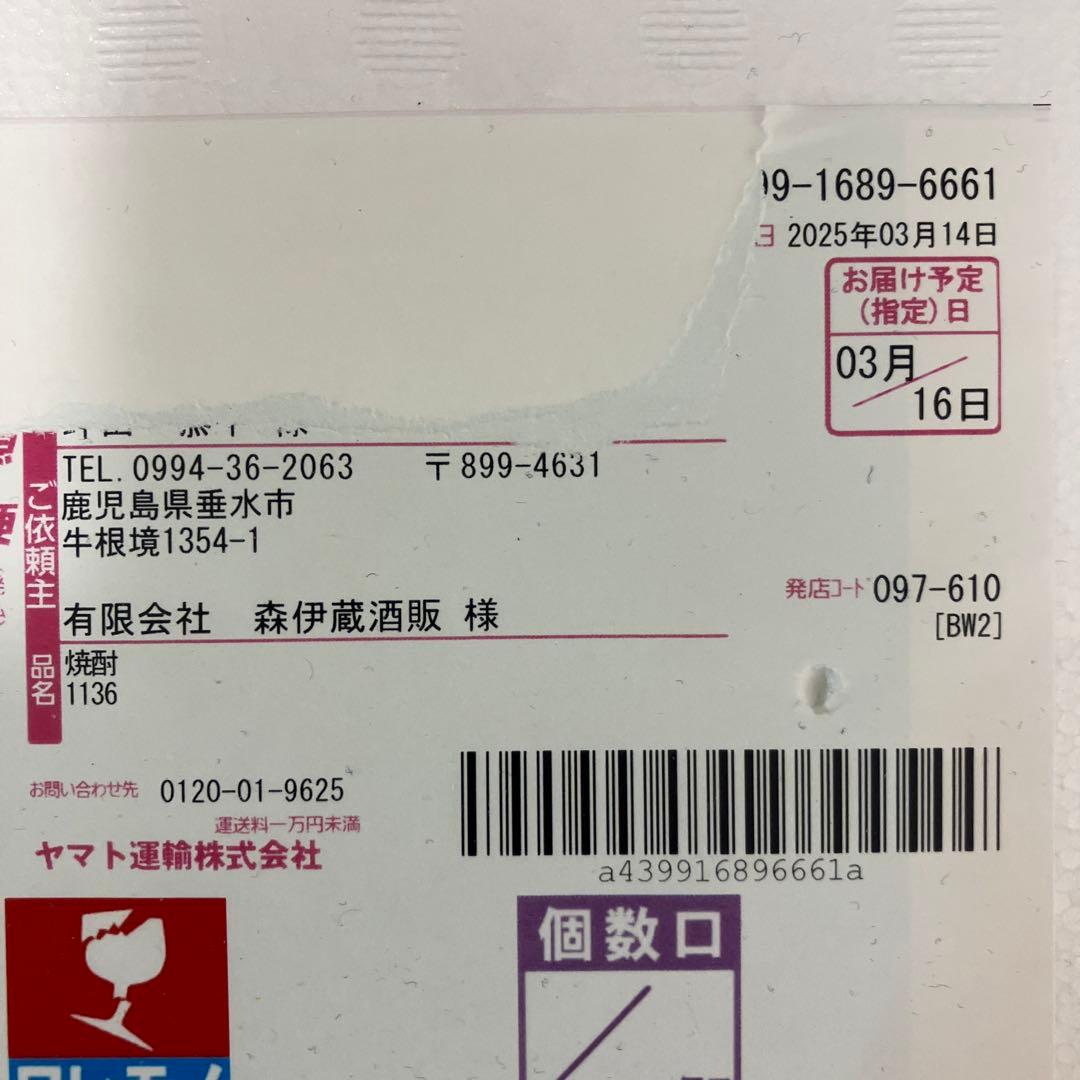 99-1689-6661
2025年03月14日
お届け予定
(指定)日
03月
16日
TEL. 0994-36-2063 〒899-4631
鹿児島県垂水市
牛根境1354-1
ご依頼主
有限会社 森伊蔵酒販 様
発店コード 097-610
[BW2]
品名
焼酎
1136
お問い合わせ先 0120-01-9625
運送料一万円未満
ヤマト運輸株式会社
a439916896661a
個数口